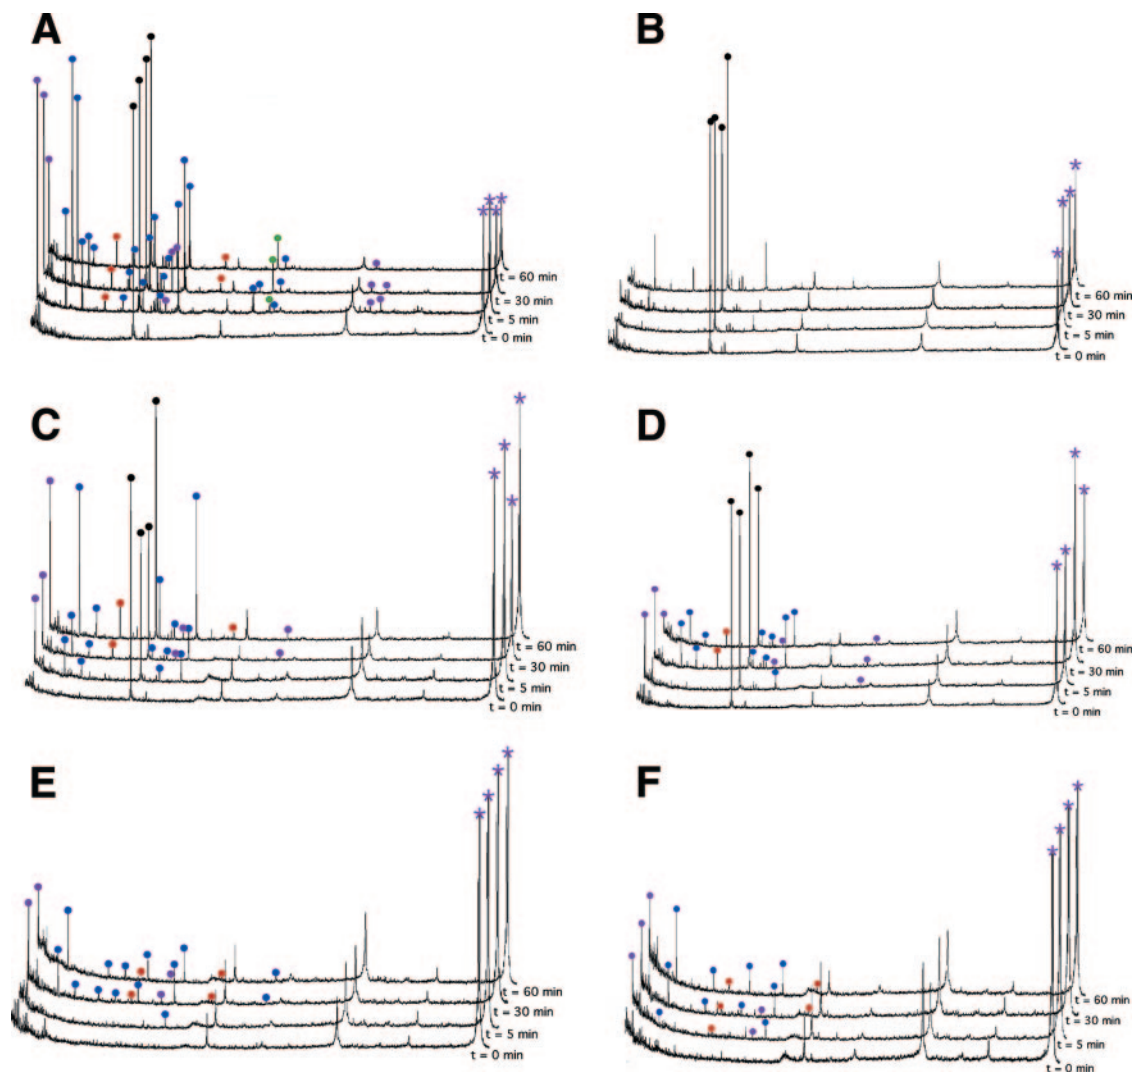 A
t = 60 min
t = 30 min
t = 5 min
t = 0 min
B
t = 60 min
t = 30 min
t = 5 min
t = 0 min
C
t = 60 min
t = 30 min
t = 5 min
t = 0 min
D
t = 60 min
t = 30 min
t = 5 min
t = 0 min
E
t = 60 min
t = 30 min
t = 5 min
t = 0 min
F
t = 60 min
t = 30 min
t = 5 min
t = 0 min